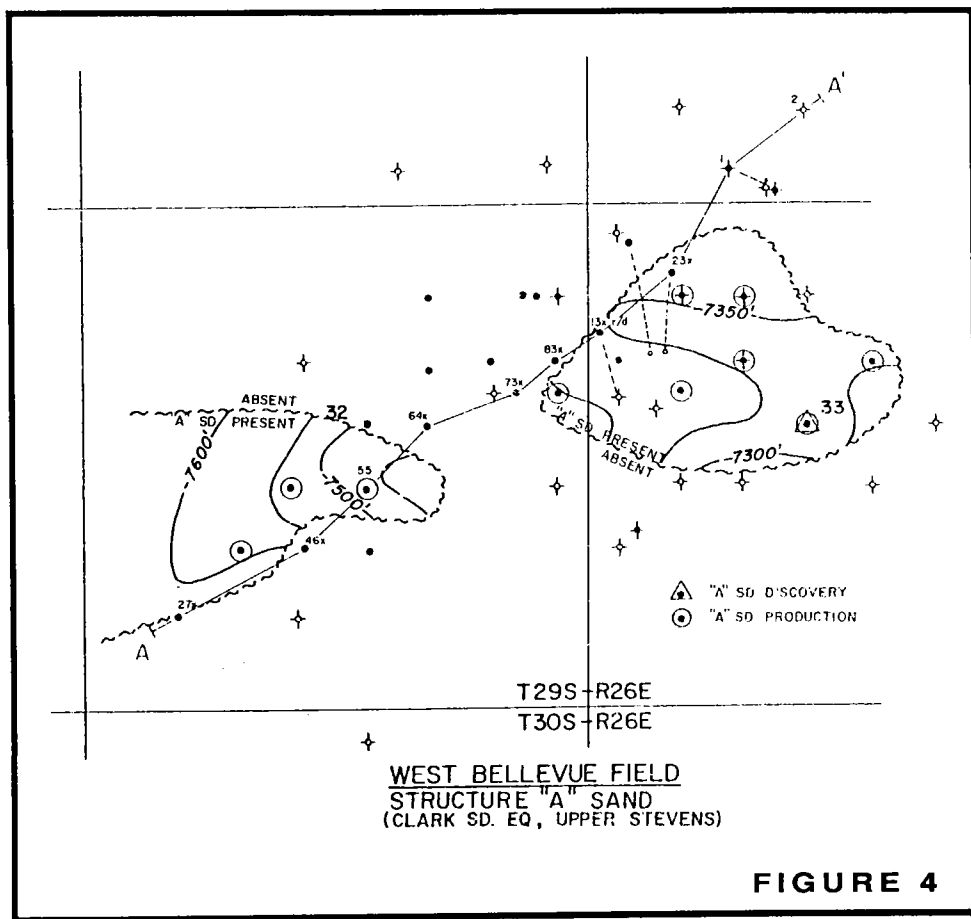 A'
2
1
23x
-7350'
13x r/d
83x
73x
ABSENT
32
"A" SD PRESENT
64x
"A" SD PRESENT
ABSENT
33
-7600'
-7300'
55
-7500'
46x
"A" SD D'SCOVERY
"A" SD PRODUCTION
27x
A
T29S-R26E
T30S-R26E
WEST BELLEVUE FIELD
STRUCTURE "A" SAND
(CLARK SD. EQ, UPPER STEVENS)
FIGURE 4